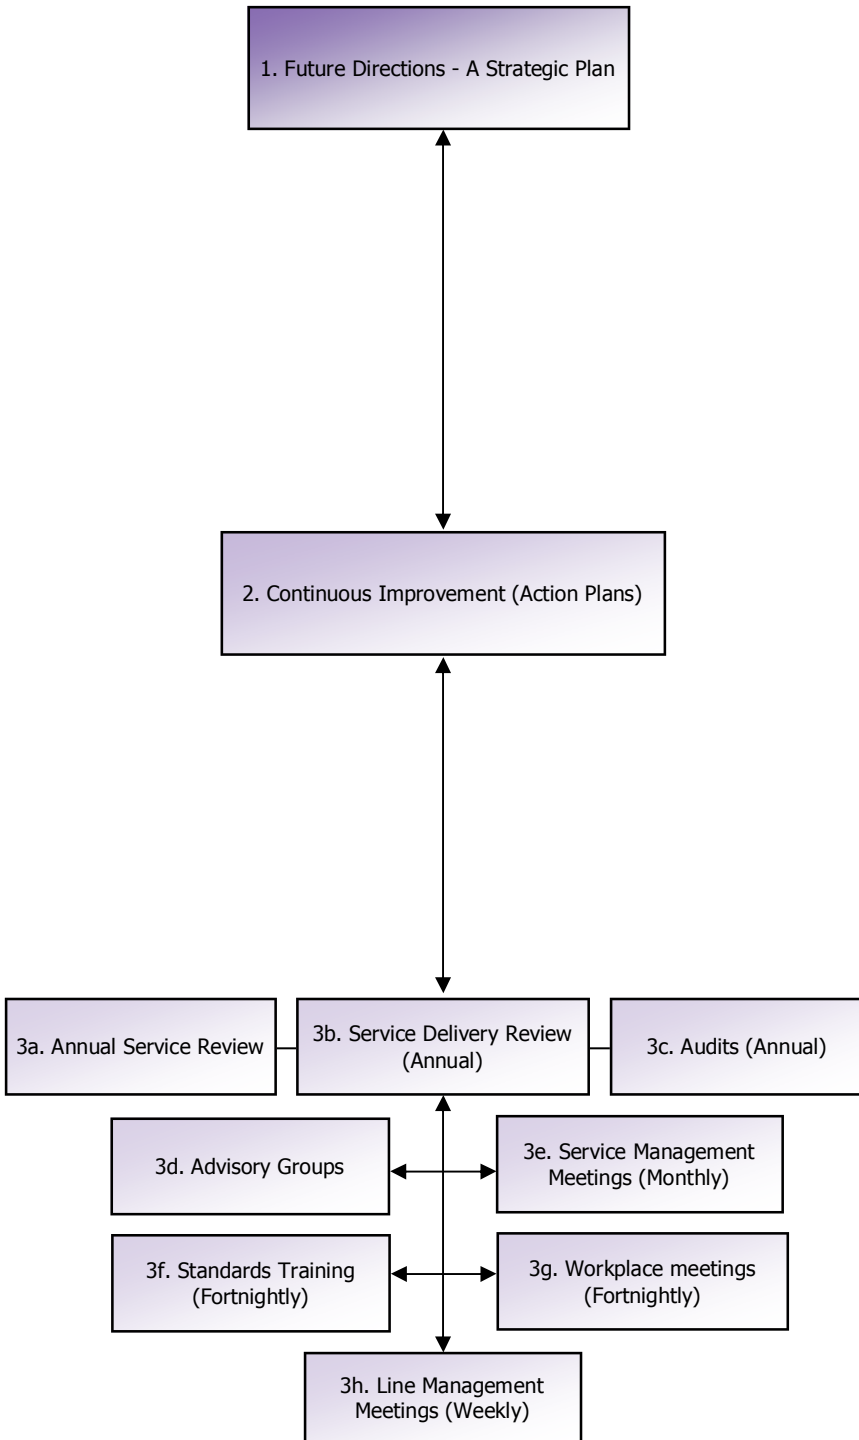 1. Future Directions - A Strategic Plan
2. Continuous Improvement (Action Plans)
3a. Annual Service Review
3b. Service Delivery Review
(Annual)
3c. Audits (Annual)
3d. Advisory Groups
3e. Service Management
Meetings (Monthly)
3f. Standards Training
(Fortnightly)
3g. Workplace meetings
(Fortnightly)
3h. Line Management
Meetings (Weekly)